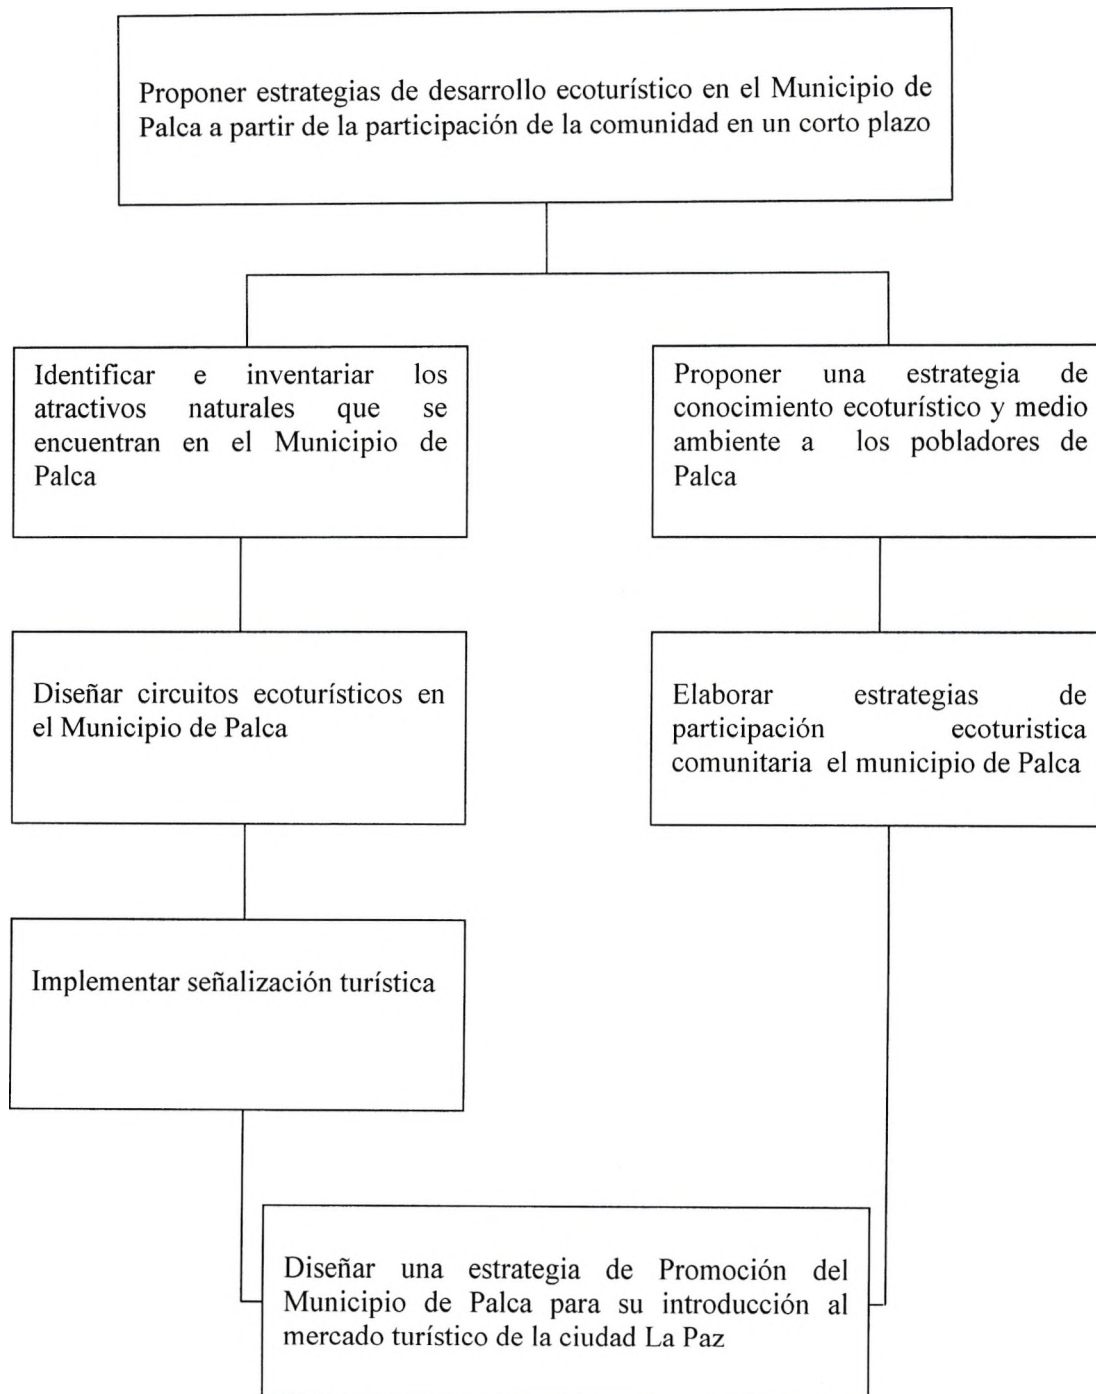 Proponer estrategias de desarrollo ecoturístico en el Municipio de
Palca a partir de la participación de la comunidad en un corto plazo
Identificar e inventariar los
atractivos naturales que se
encuentran en el Municipio de
Palca
Proponer una estrategia de
conocimiento ecoturístico y medio
ambiente a los pobladores de
Palca
Diseñar circuitos ecoturísticos en
el Municipio de Palca
Elaborar estrategias de
participación ecoturistica
comunitaria el municipio de Palca
Implementar señalización turística
Diseñar una estrategia de Promoción del
Municipio de Palca para su introducción al
mercado turístico de la ciudad La Paz